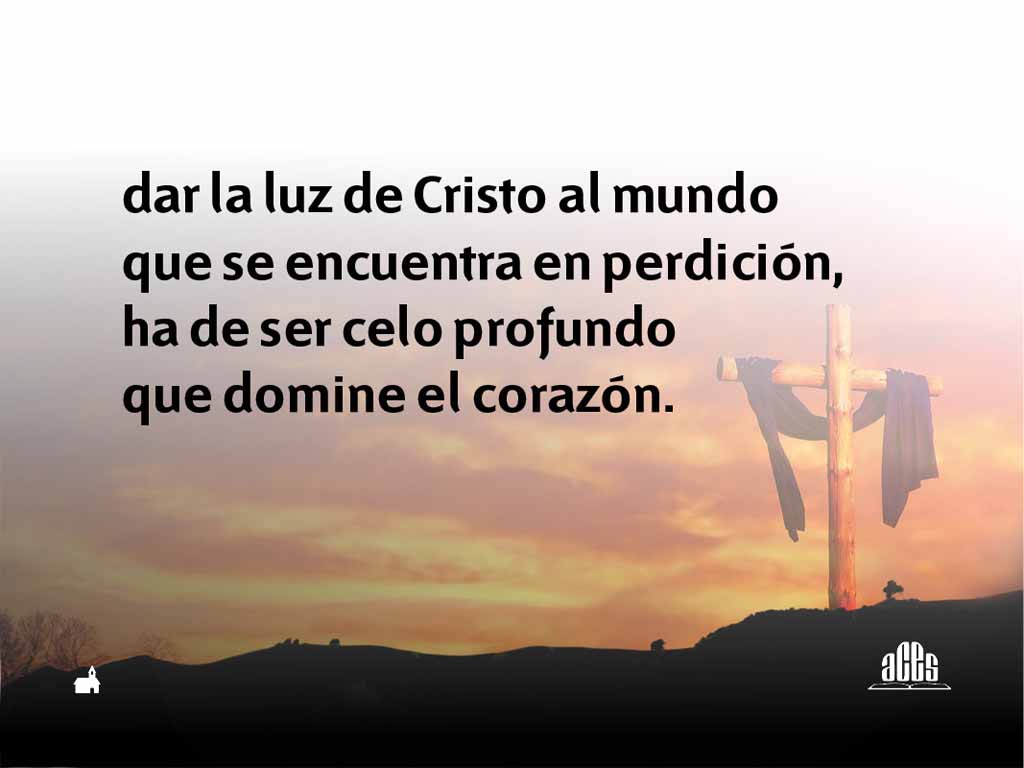 dar la luz de Cristo al mundo
que se encuentra en perdición,
ha de ser celo profundo
que domine el corazón.
aces